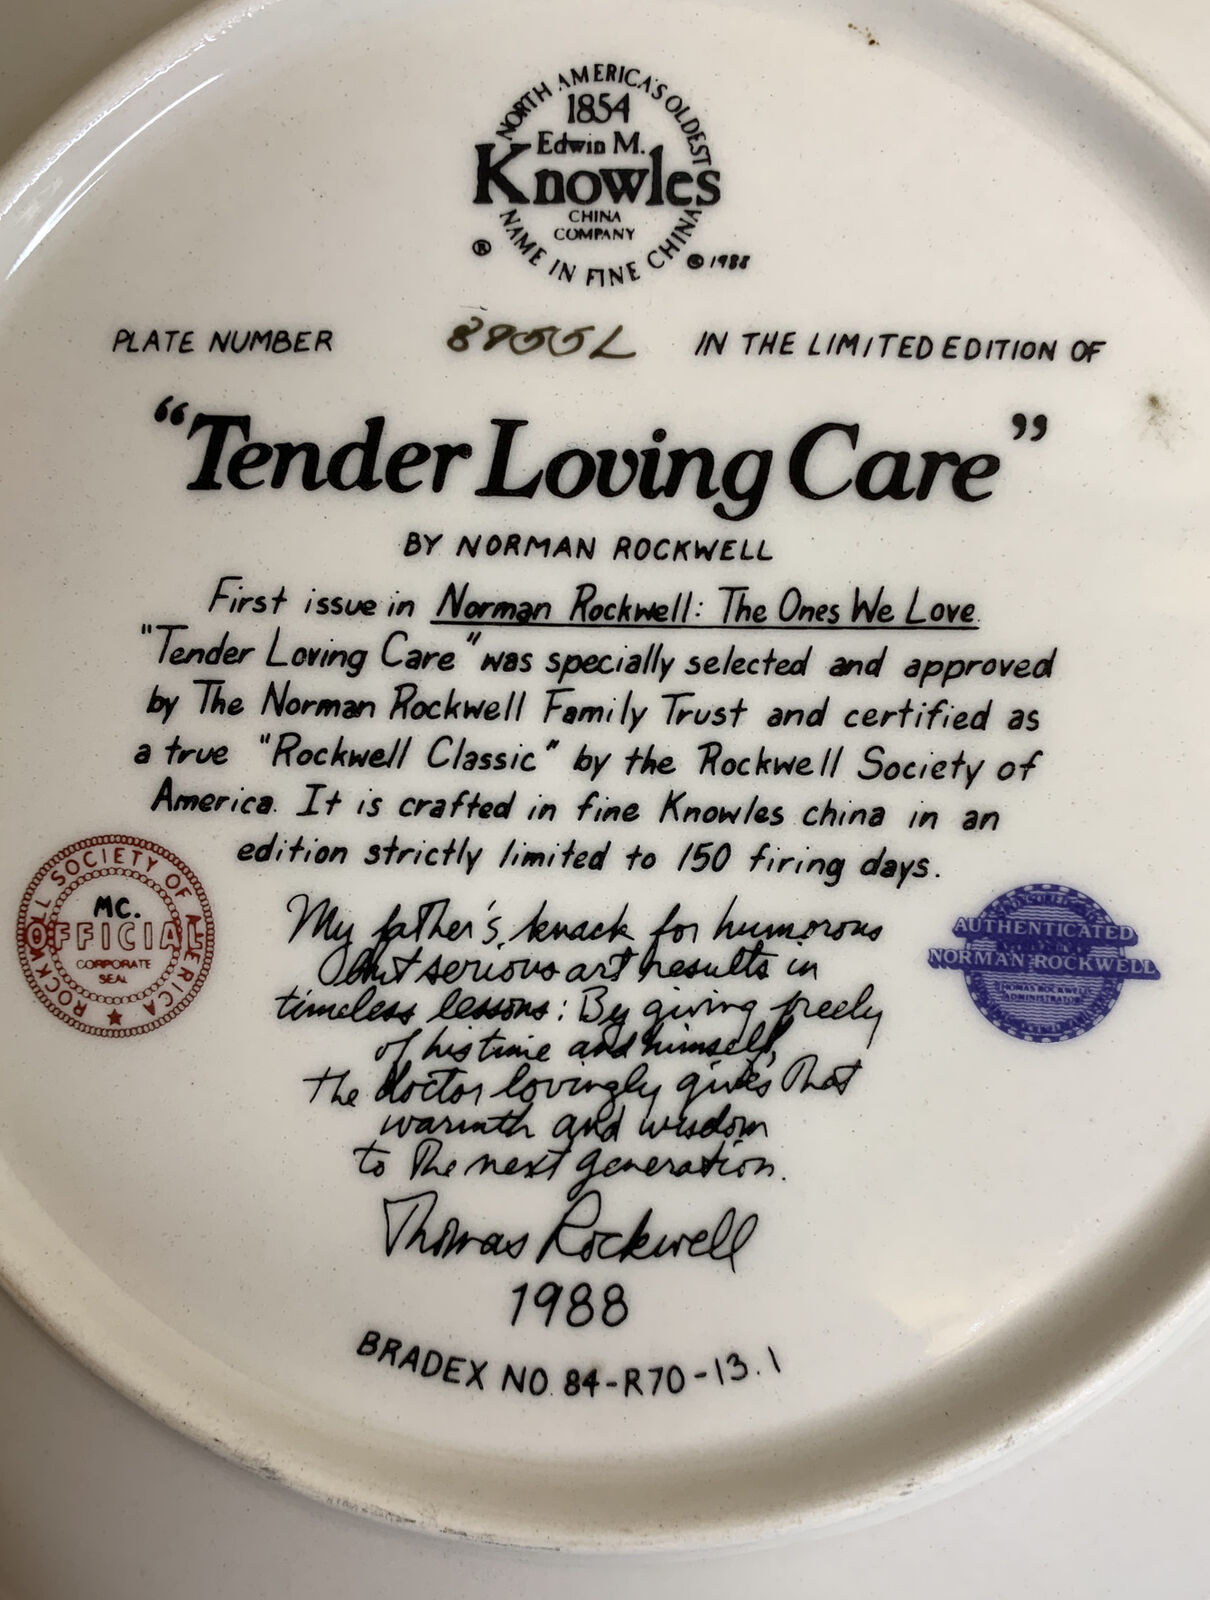 NORTH AMERICA'S OLDEST
1854
Edwin M.
Knowles
CHINA
COMPANY
NAME IN FINE CHINA
® © 1988
PLATE NUMBER 8955L IN THE LIMITED EDITION OF
"Tender Loving Care"
BY NORMAN ROCKWELL
First issue in Norman Rockwell: The Ones We Love.
"Tender Loving Care" was specially selected and approved
by The Norman Rockwell Family Trust and certified as
a true "Rockwell Classic" by the Rockwell Society of
America. It is crafted in fine Knowles china in an
edition strictly limited to 150 firing days.
ROCKWELL SOCIETY OF AMERICA ★
MC.
OFFICIAL
CORPORATE
SEAL
AUTHENTICATED
NORMAN ROCKWELL
THOMAS ROCKWELL
ADMINISTRATOR
My father's knack for humorous
but serious art results in
timeless lessons: By giving freely
of his time and himself,
the doctor lovingly gives that
warmth and wisdom
to the next generation.
Thomas Rockwell
1988
BRADEX NO. 84-R70-13.1